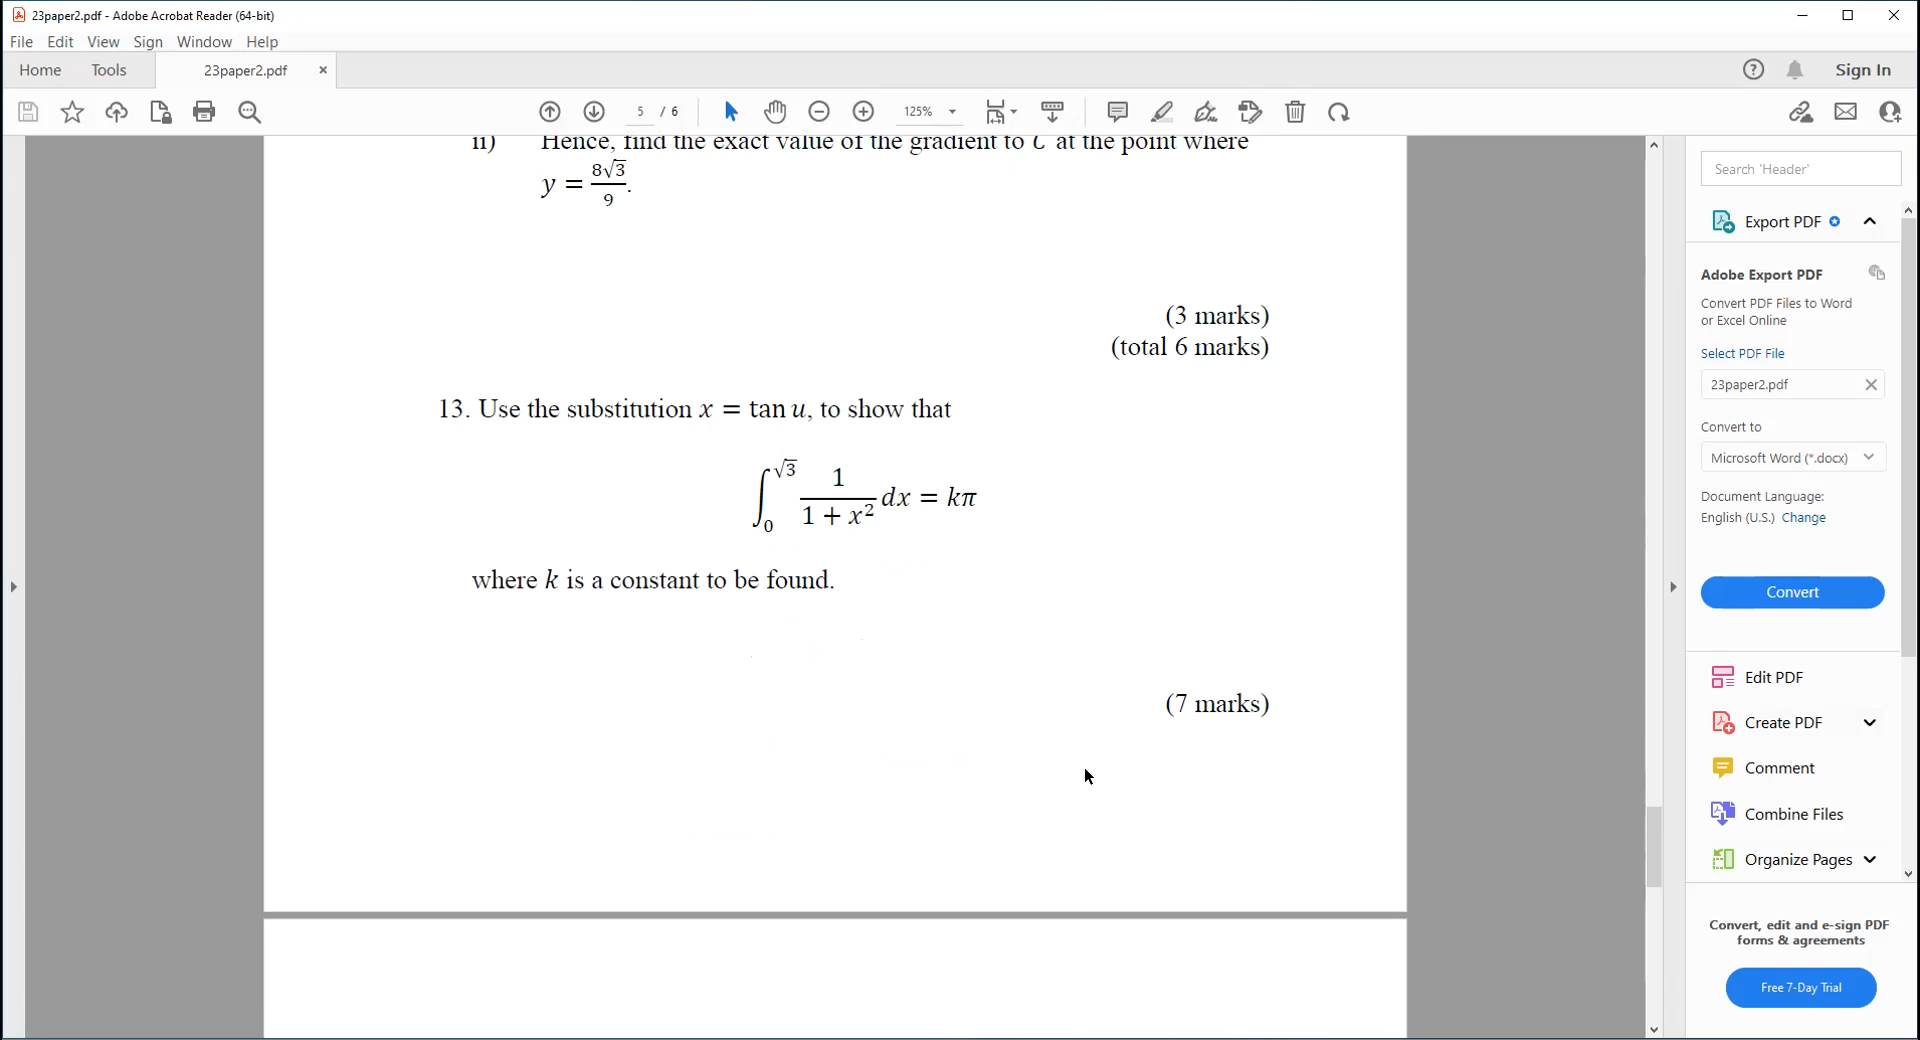 23paper2.pdf - Adobe Acrobat Reader (64-bit)
File Edit View Sign Window Help
Home Tools 23paper2.pdf × Sign In
5 / 6 125%
ii) Hence, find the exact value of the gradient to C at the point where
y = 8√3/9.
(3 marks)
(total 6 marks)
13. Use the substitution x = tan u, to show that
∫₀^√3 1/(1 + x²) dx = kπ
where k is a constant to be found.
(7 marks)
Search 'Header'
Export PDF
Adobe Export PDF
Convert PDF Files to Word
or Excel Online
Select PDF File
23paper2.pdf
Convert to
Microsoft Word (*.docx)
Document Language:
English (U.S.) Change
Convert
Edit PDF
Create PDF
Comment
Combine Files
Organize Pages
Convert, edit and e-sign PDF
forms & agreements
Free 7-Day Trial